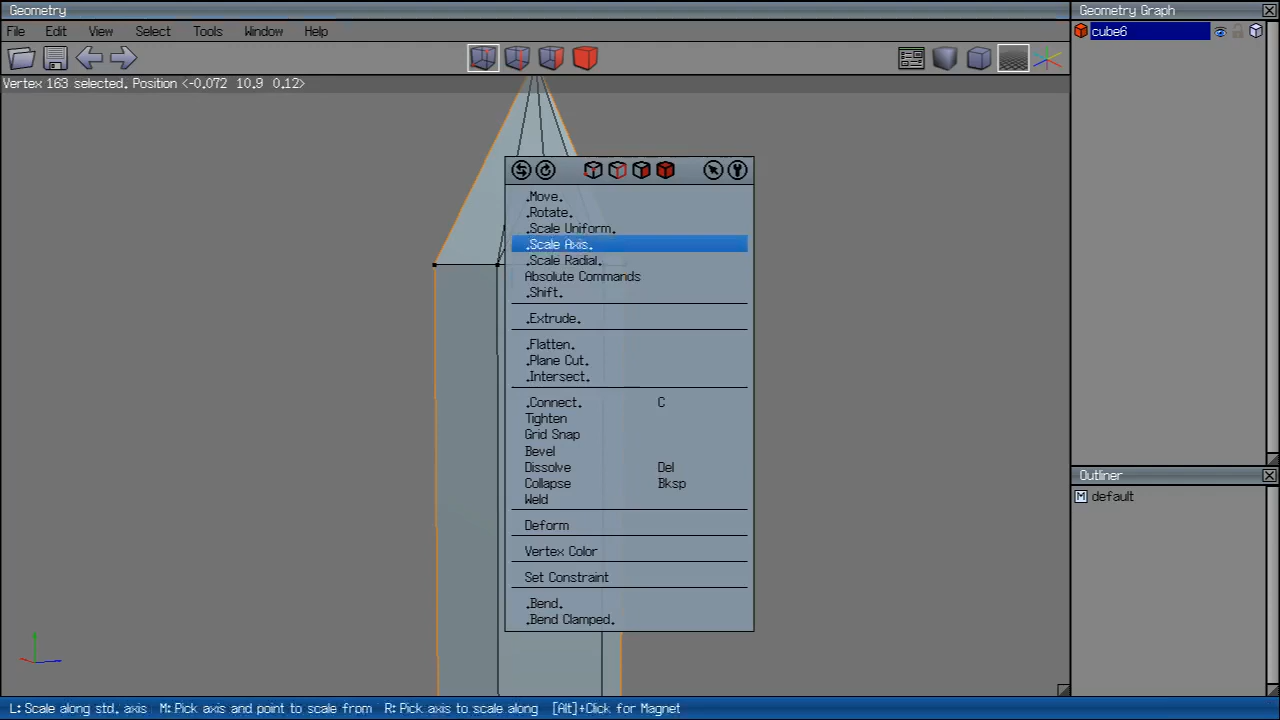 Geometry
Geometry Graph
File Edit View Select Tools Window Help
cube6
Vertex 163 selected. Position <-0.072 10.9 0.12>
.Move.
.Rotate.
.Scale Uniform.
.Scale Axis.
.Scale Radial.
Absolute Commands
.Shift.
.Extrude.
.Flatten.
.Plane Cut.
.Intersect.
.Connect. C
Tighten
Grid Snap
Bevel
Dissolve Del
Collapse Bksp
Weld
Deform
Vertex Color
Set Constraint
.Bend.
.Bend Clamped.
Outliner
M default
L: Scale along std. axis M: Pick axis and point to scale from R: Pick axis to scale along [Alt]+Click for Magnet